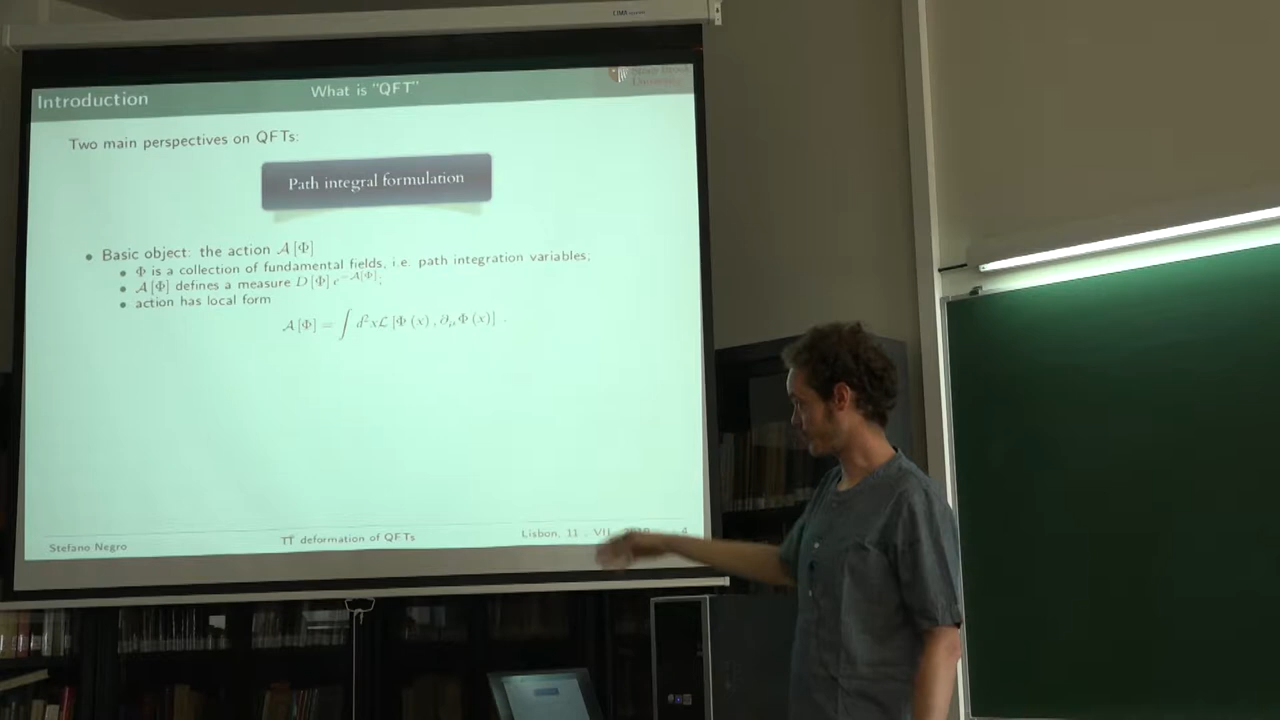 Introduction
What is "QFT"
Two main perspectives on QFTs:
Path integral formulation
• Basic object: the action 𝒜[Φ]
• Φ is a collection of fundamental fields, i.e. path integration variables;
• 𝒜[Φ] defines a measure D[Φ] e^{-𝒜[Φ]};
• action has local form
𝒜[Φ] = ∫ d²x ℒ [Φ(x), ∂_μ Φ(x)] .
Stefano Negro
TT̄ deformation of QFTs
Lisbon, 11 . VII
4